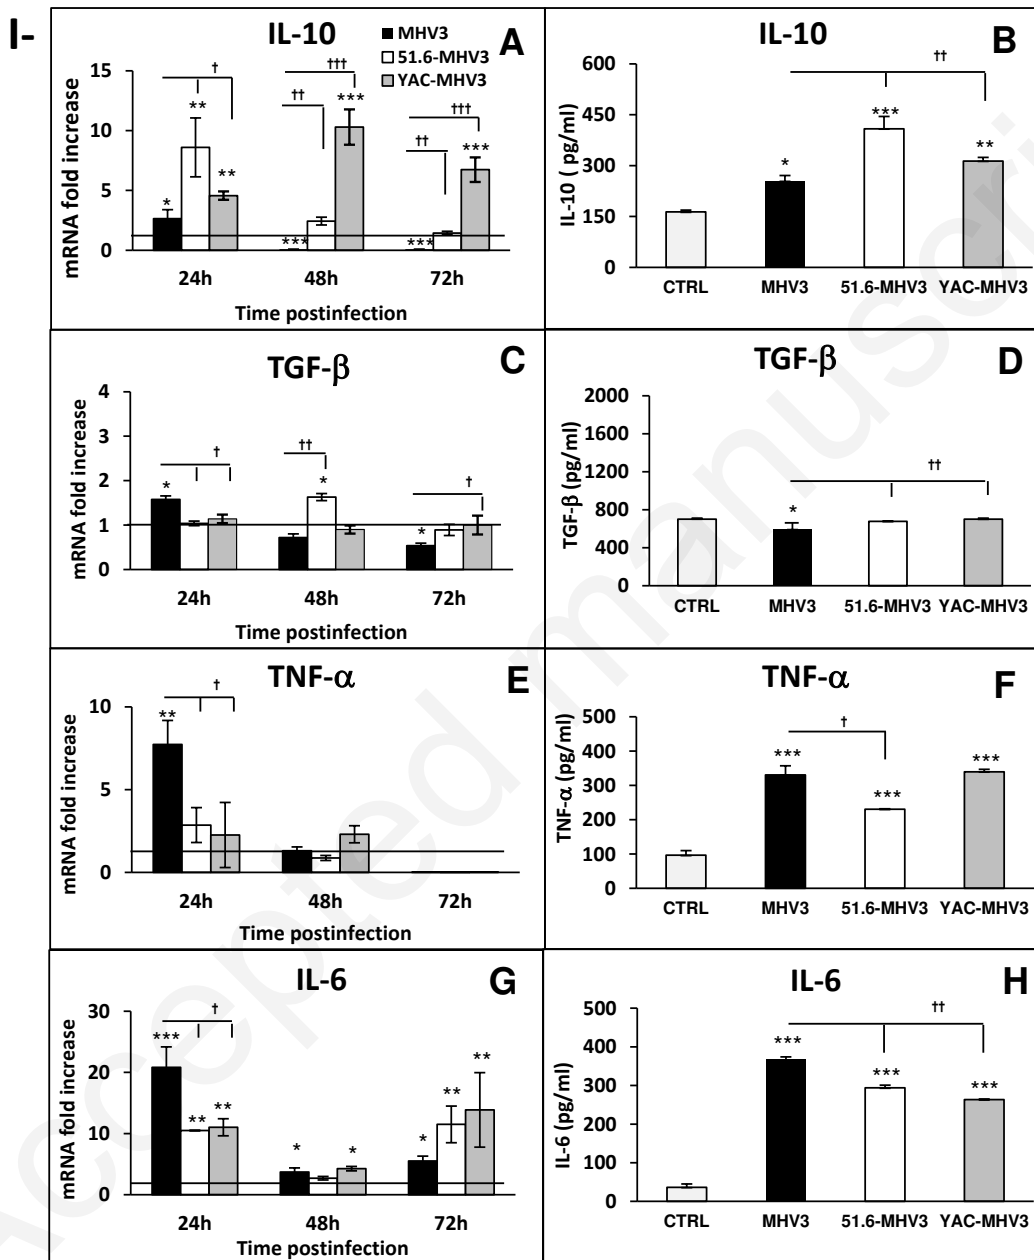 I-
IL-10
A
MHV3
51.6-MHV3
YAC-MHV3
mRNA fold increase
15
10
5
0
† †† ††† †† †††
* ** ** *** *** *** ***
24h 48h 72h
Time postinfection
IL-10
B
IL-10 ( pg/ml)
600
450
300
150
0
††
* *** **
CTRL MHV3 51.6-MHV3 YAC-MHV3
TGF-β
C
mRNA fold increase
4
3
2
1
0
† †† †
* * *
24h 48h 72h
Time postinfection
TGF-β
D
TGF-β (pg/ml)
2000
1600
1200
800
400
0
††
*
CTRL MHV3 51.6-MHV3 YAC-MHV3
TNF-α
E
mRNA fold increase
10
5
0
†
**
24h 48h 72h
Time postinfection
TNF-α
F
TNF-α (pg/ml)
500
400
300
200
100
0
†
*** *** ***
CTRL MHV3 51.6-MHV3 YAC-MHV3
IL-6
G
mRNA fold increase
30
20
10
0
†
*** ** ** * * * ** **
24h 48h 72h
Time postinfection
IL-6
H
IL-6 (pg/ml)
500
400
300
200
100
0
††
*** *** ***
CTRL MHV3 51.6-MHV3 YAC-MHV3
Accepted manuscri